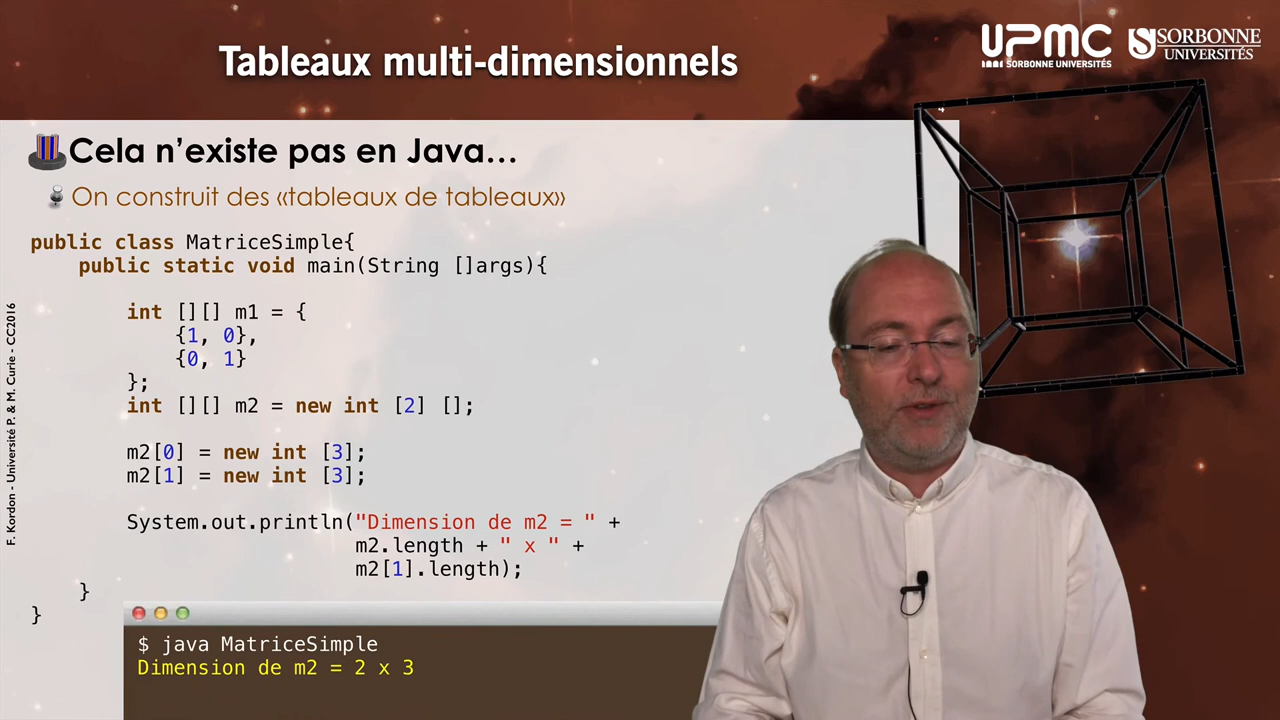 Tableaux multi-dimensionnels
UPMC
SORBONNE UNIVERSITÉS
S SORBONNE
UNIVERSITÉS
4
Cela n’existe pas en Java…
On construit des «tableaux de tableaux»
public class MatriceSimple{
public static void main(String []args){
int [][] m1 = {
{1, 0},
{0, 1}
};
int [][] m2 = new int [2] [];
m2[0] = new int [3];
m2[1] = new int [3];
System.out.println("Dimension de m2 = " +
m2.length + " x " +
m2[1].length);
}
}
$ java MatriceSimple
Dimension de m2 = 2 x 3
F. Kordon - Université P. & M. Curie - CC2016